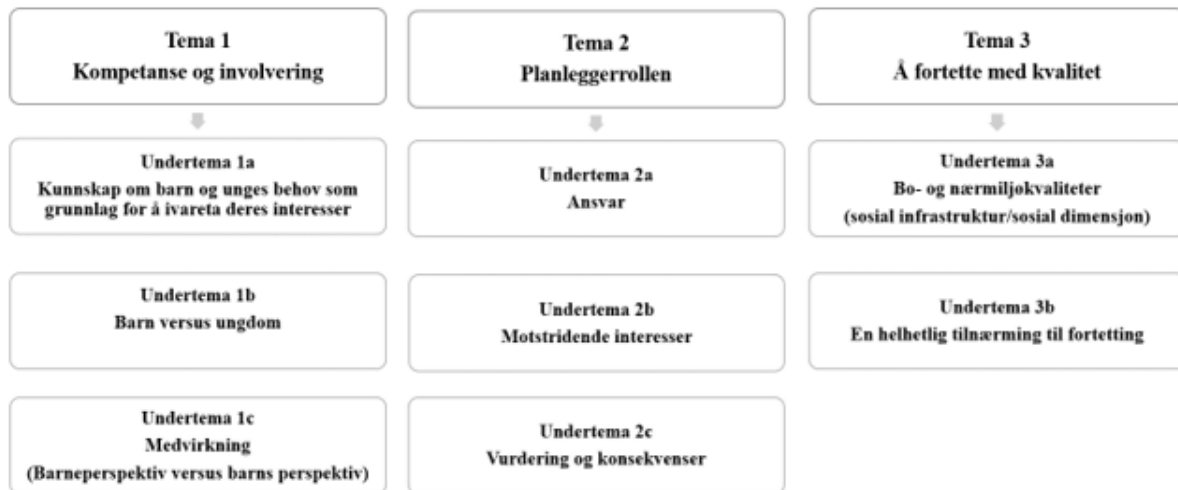 Tema 1
Kompetanse og involvering
Undertema 1a
Kunnskap om barn og unges behov som
grunnlag for å ivareta deres interesser
Undertema 1b
Barn versus ungdom
Undertema 1c
Medvirkning
(Barneperspektiv versus barns perspektiv)
Tema 2
Planleggerrollen
Undertema 2a
Ansvar
Undertema 2b
Motstridende interesser
Undertema 2c
Vurdering og konsekvenser
Tema 3
Å fortette med kvalitet
Undertema 3a
Bo- og nærmiljøkvaliteter
(sosial infrastruktur/sosial dimensjon)
Undertema 3b
En helhetlig tilnærming til fortetting